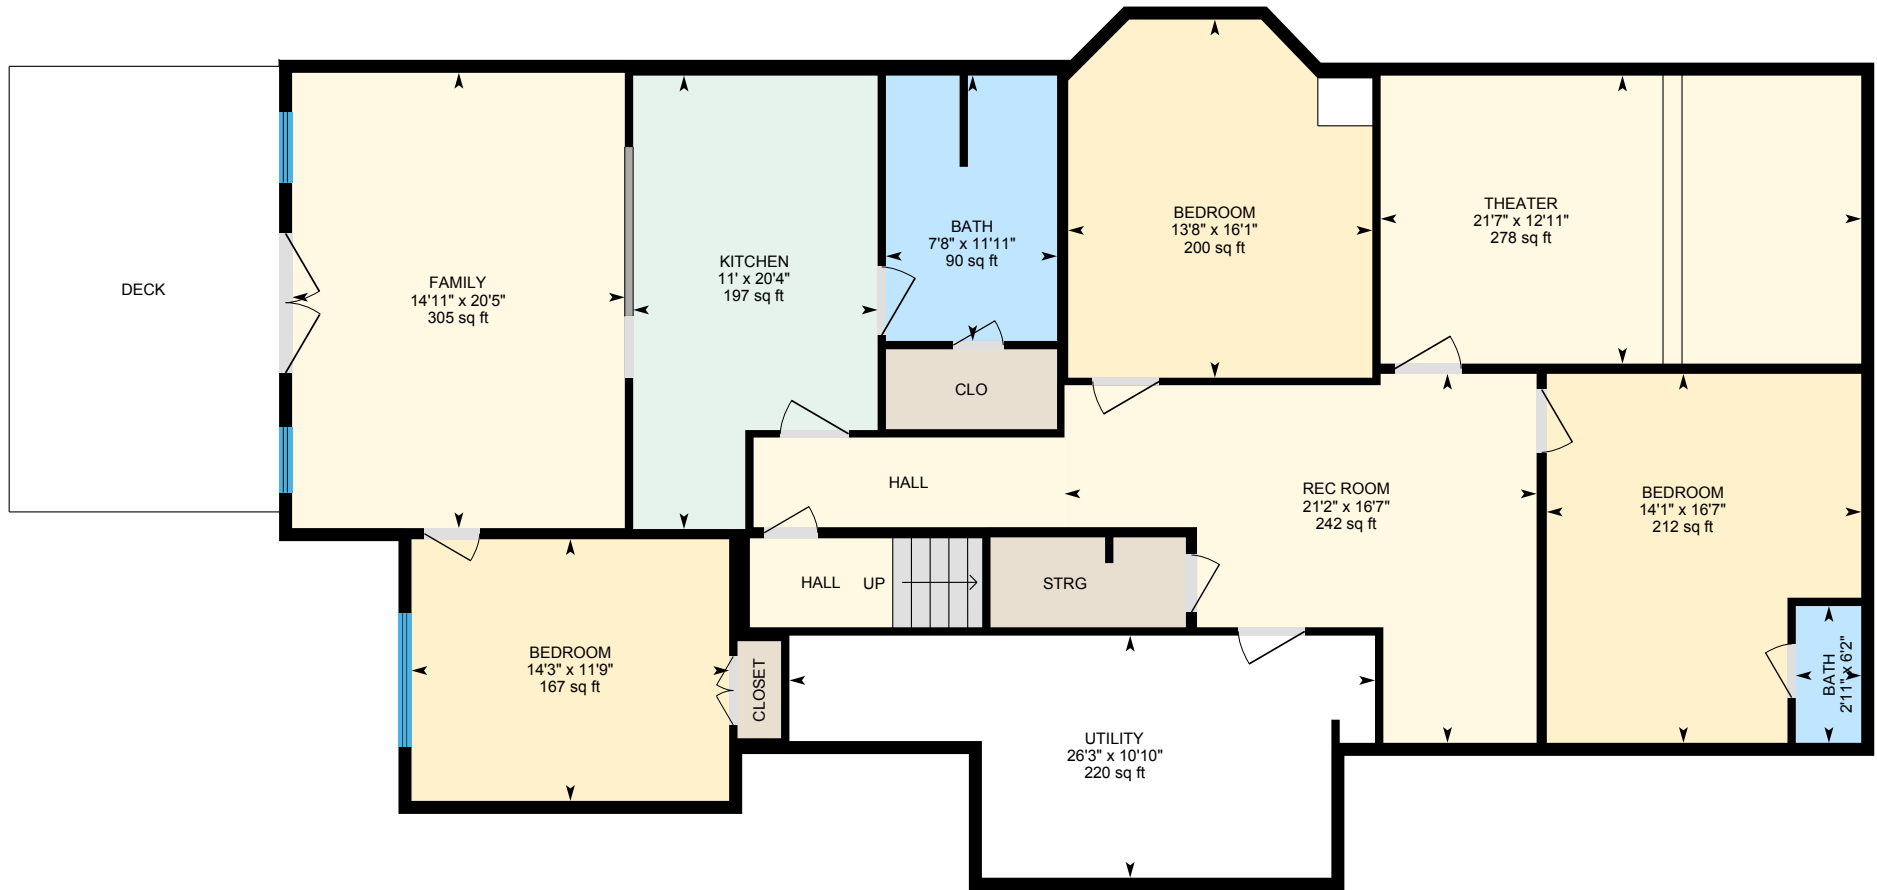 DECK
FAMILY
14'11" x 20'5"
305 sq ft
KITCHEN
11' x 20'4"
197 sq ft
BATH
7'8" x 11'11"
90 sq ft
CLO
BEDROOM
13'8" x 16'1"
200 sq ft
THEATER
21'7" x 12'11"
278 sq ft
HALL
REC ROOM
21'2" x 16'7"
242 sq ft
BEDROOM
14'1" x 16'7"
212 sq ft
HALL
UP
STRG
BEDROOM
14'3" x 11'9"
167 sq ft
CLOSET
UTILITY
26'3" x 10'10"
220 sq ft
BATH
2'11" x 6'2"